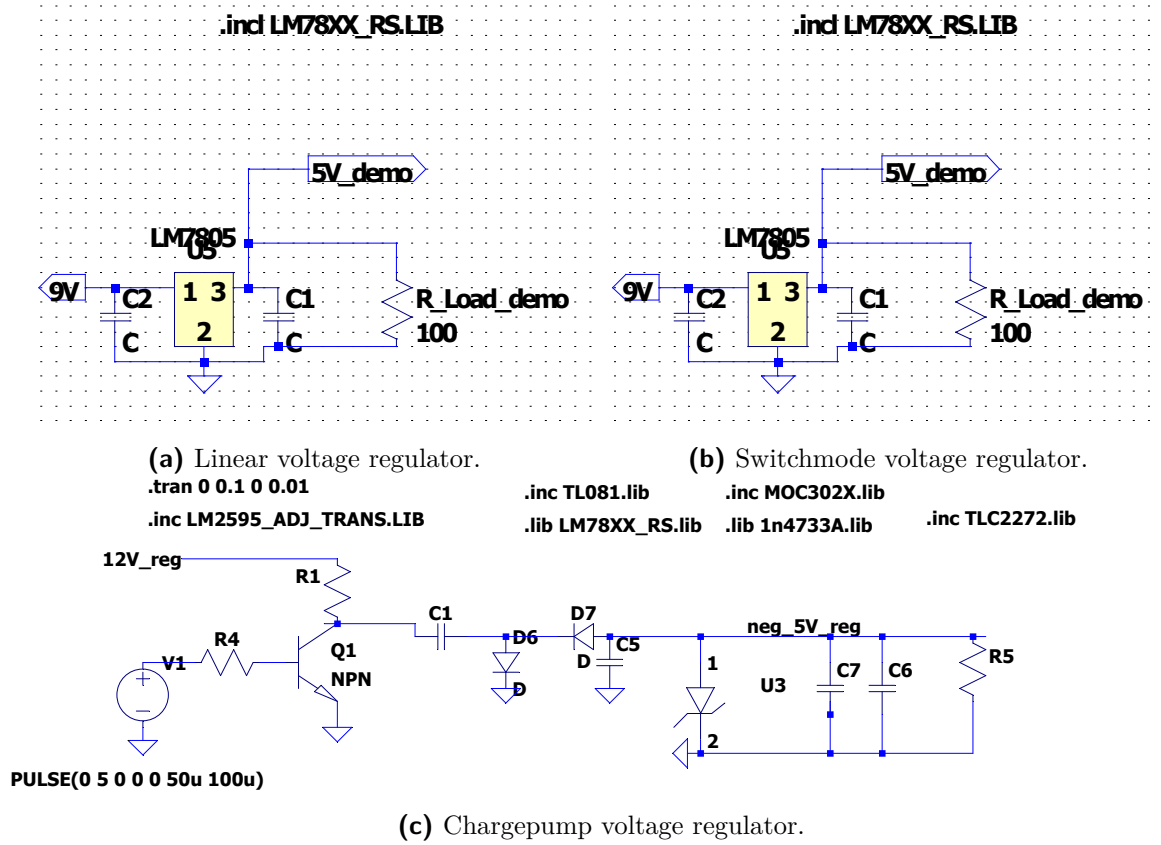 .incl LM78XX_RS.LIB
5V_demo
LM7805
U5
9V
C2
C
1 3
2
C1
C
R_Load_demo
100
(a) Linear voltage regulator.
.incl LM78XX_RS.LIB
5V_demo
LM7805
U5
9V
C2
C
1 3
2
C1
C
R_Load_demo
100
(b) Switchmode voltage regulator.
.tran 0 0.1 0 0.01
.inc LM2595_ADJ_TRANS.LIB
.inc TL081.lib
.lib LM78XX_RS.lib
.inc MOC302X.lib
.lib 1n4733A.lib
.inc TLC2272.lib
12V_reg
R1
C1
D6
D
D7
D
C5
neg_5V_reg
R4
V1
Q1
NPN
1
U3
2
C7
C6
R5
PULSE(0 5 0 0 0 50u 100u)
(c) Chargepump voltage regulator.